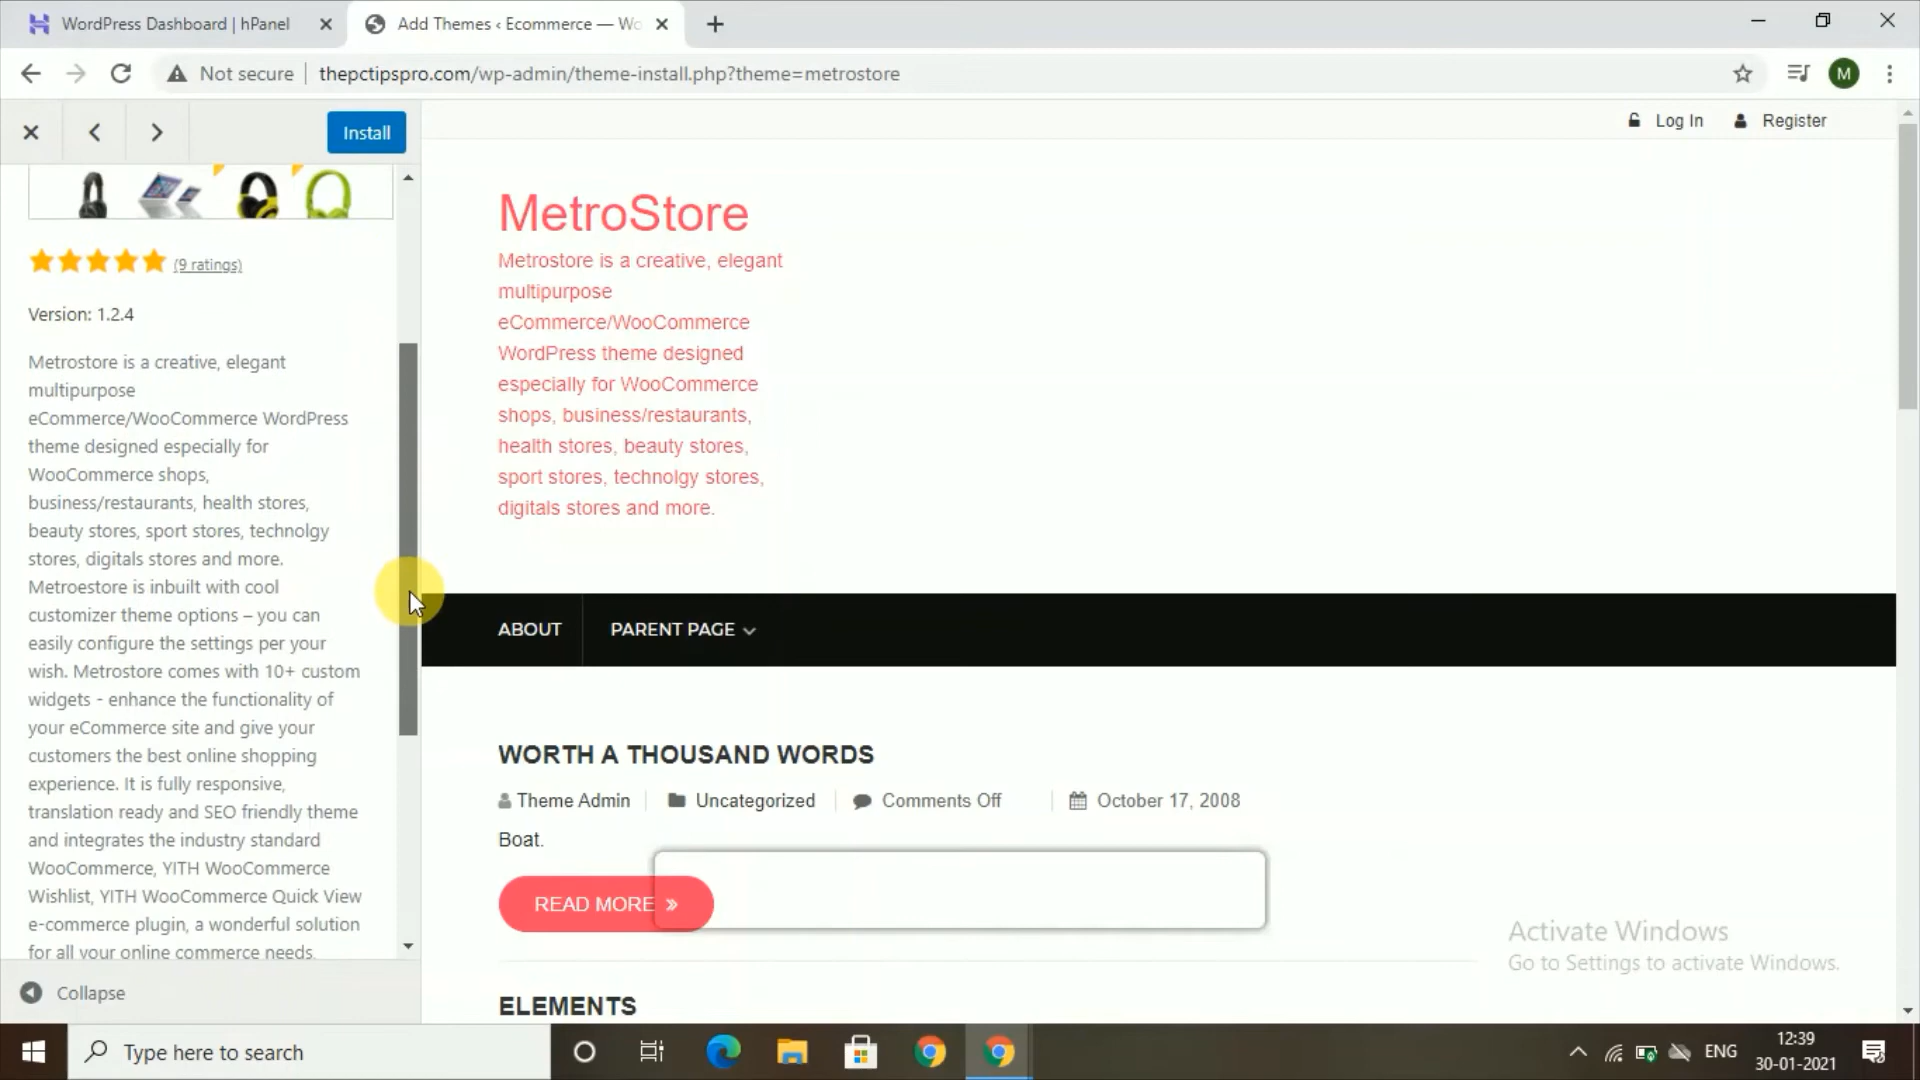 WordPress Dashboard | hPanel
Add Themes ‹ Ecommerce — Wo
Not secure
thepctipspro.com/wp-admin/theme-install.php?theme=metrostore
M
Install
Log In
Register
(9 ratings)
Version: 1.2.4
Metrostore is a creative, elegant
multipurpose
eCommerce/WooCommerce WordPress
theme designed especially for
WooCommerce shops,
business/restaurants, health stores,
beauty stores, sport stores, technolgy
stores, digitals stores and more.
Metroestore is inbuilt with cool
customizer theme options – you can
easily configure the settings per your
wish. Metrostore comes with 10+ custom
widgets - enhance the functionality of
your eCommerce site and give your
customers the best online shopping
experience. It is fully responsive,
translation ready and SEO friendly theme
and integrates the industry standard
WooCommerce, YITH WooCommerce
Wishlist, YITH WooCommerce Quick View
e-commerce plugin, a wonderful solution
for all your online commerce needs.
Collapse
MetroStore
Metrostore is a creative, elegant
multipurpose
eCommerce/WooCommerce
WordPress theme designed
especially for WooCommerce
shops, business/restaurants,
health stores, beauty stores,
sport stores, technolgy stores,
digitals stores and more.
ABOUT
PARENT PAGE
WORTH A THOUSAND WORDS
Theme Admin
Uncategorized
Comments Off
October 17, 2008
Boat.
READ MORE »
ELEMENTS
Activate Windows
Go to Settings to activate Windows.
Type here to search
ENG
12:39
30-01-2021